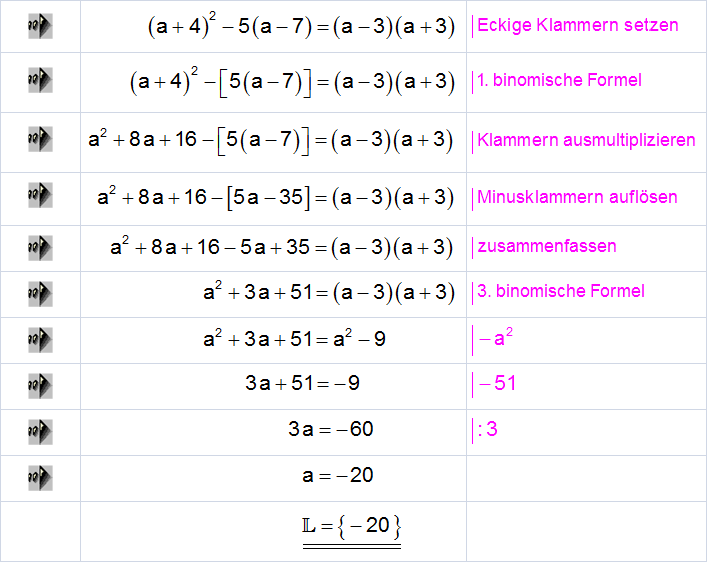 (a + 4)² − 5(a − 7) = (a − 3)(a + 3) | Eckige Klammern setzen
(a + 4)² − [5(a − 7)] = (a − 3)(a + 3) | 1. binomische Formel
a² + 8a + 16 − [5(a − 7)] = (a − 3)(a + 3) | Klammern ausmultiplizieren
a² + 8a + 16 − [5a − 35] = (a − 3)(a + 3) | Minusklammern auflösen
a² + 8a + 16 − 5a + 35 = (a − 3)(a + 3) | zusammenfassen
a² + 3a + 51 = (a − 3)(a + 3) | 3. binomische Formel
a² + 3a + 51 = a² − 9 | − a²
3a + 51 = −9 | − 51
3a = −60 | : 3
a = −20
𝕃 = {−20}